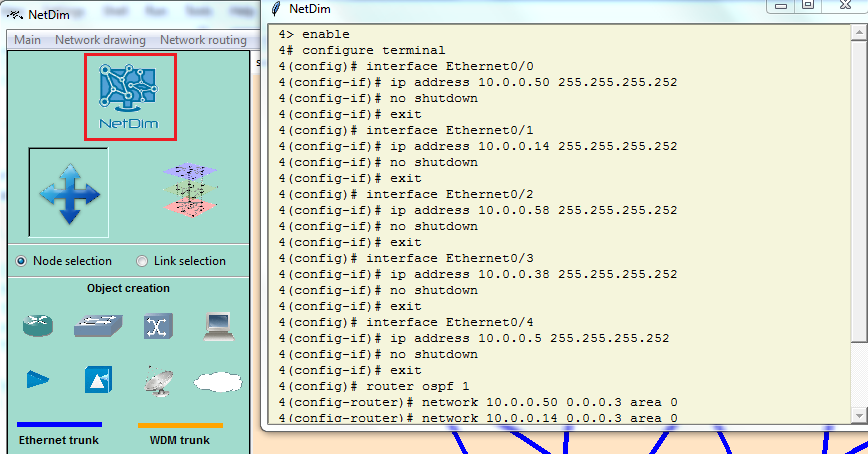 NetDim
Main Network drawing Network routing
NetDim
Node selection
Link selection
Object creation
Ethernet trunk
WDM trunk
NetDim
4> enable
4# configure terminal
4(config)# interface Ethernet0/0
4(config-if)# ip address 10.0.0.50 255.255.255.252
4(config-if)# no shutdown
4(config-if)# exit
4(config)# interface Ethernet0/1
4(config-if)# ip address 10.0.0.14 255.255.255.252
4(config-if)# no shutdown
4(config-if)# exit
4(config)# interface Ethernet0/2
4(config-if)# ip address 10.0.0.58 255.255.255.252
4(config-if)# no shutdown
4(config-if)# exit
4(config)# interface Ethernet0/3
4(config-if)# ip address 10.0.0.38 255.255.255.252
4(config-if)# no shutdown
4(config-if)# exit
4(config)# interface Ethernet0/4
4(config-if)# ip address 10.0.0.5 255.255.255.252
4(config-if)# no shutdown
4(config-if)# exit
4(config)# router ospf 1
4(config-router)# network 10.0.0.50 0.0.0.3 area 0
4(config-router)# network 10.0.0.14 0.0.0.3 area 0